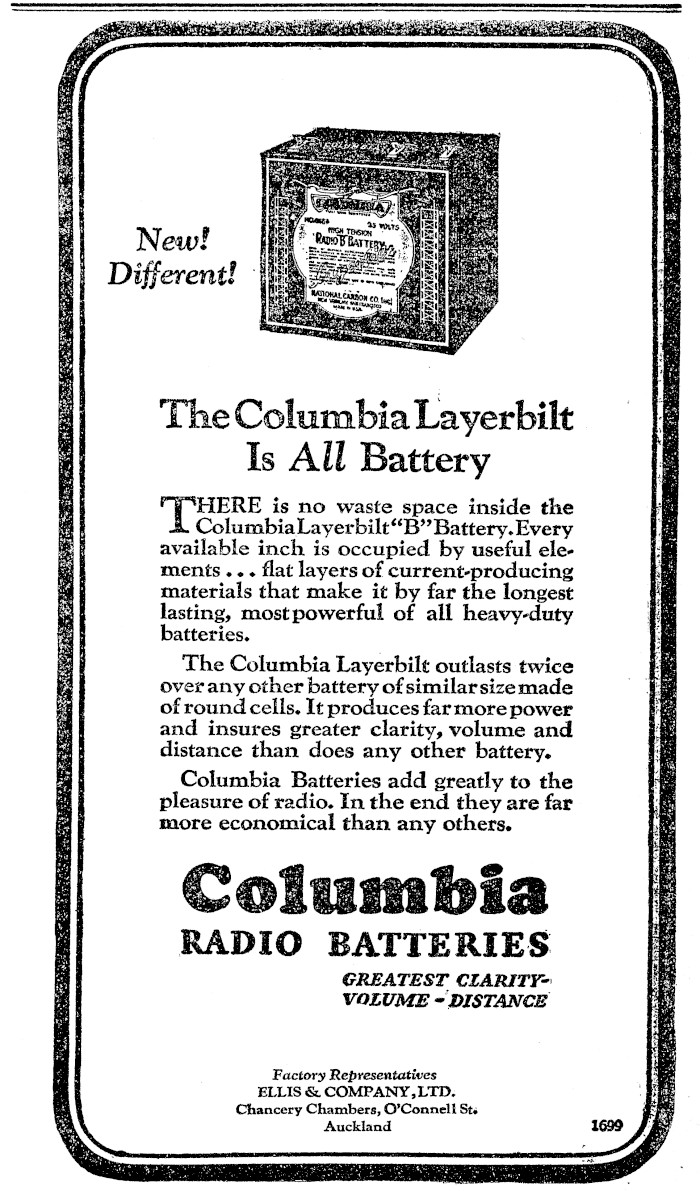 New!
Different!
COLUMBIA
HIGH TENSION
RADIO "B" BATTERY
NATIONAL CARBON CO. Inc.
The Columbia Layerbilt
Is All Battery
THERE is no waste space inside the
Columbia Layerbilt “B” Battery. Every
available inch is occupied by useful ele-
ments . . . flat layers of current-producing
materials that make it by far the longest
lasting, most powerful of all heavy-duty
batteries.
The Columbia Layerbilt outlasts twice
over any other battery of similar size made
of round cells. It produces far more power
and insures greater clarity, volume and
distance than does any other battery.
Columbia Batteries add greatly to the
pleasure of radio. In the end they are far
more economical than any others.
Columbia
RADIO BATTERIES
GREATEST CLARITY-
VOLUME - DISTANCE
Factory Representatives
ELLIS & COMPANY, LTD.
Chancery Chambers, O'Connell St.
Auckland
1699